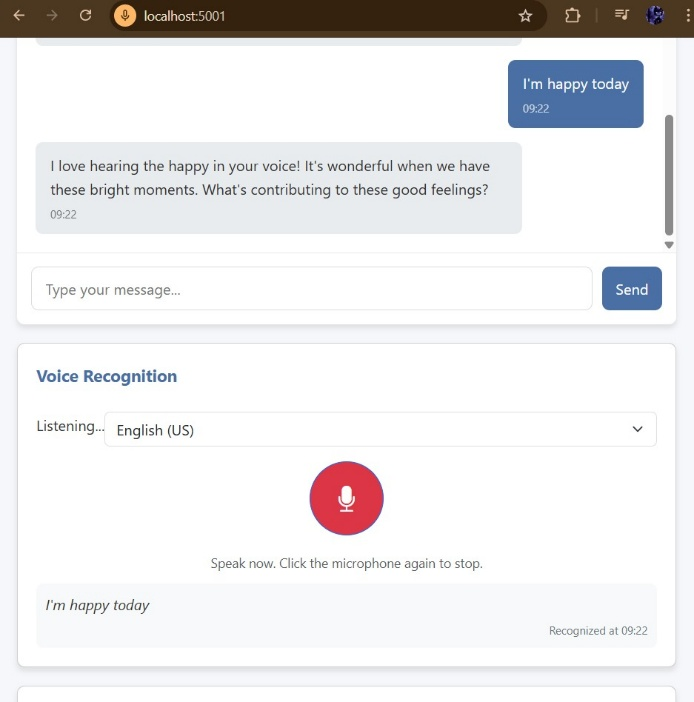 localhost:5001
I'm happy today
09:22
I love hearing the happy in your voice! It's wonderful when we have
these bright moments. What's contributing to these good feelings?
09:22
Type your message...
Send
Voice Recognition
Listening...
English (US)
Speak now. Click the microphone again to stop.
I'm happy today
Recognized at 09:22